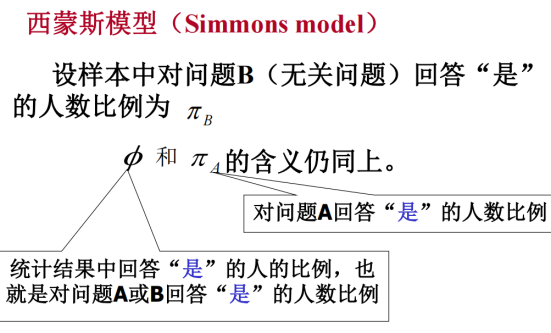 西蒙斯模型（Simmons model）
设样本中对问题B（无关问题）回答“是”
的人数比例为 π_B
ϕ 和 π_A的含义仍同上。
对问题A回答“是”的人数比例
统计结果中回答“是”的人的比例，也
就是对问题A或B回答“是”的人数比例